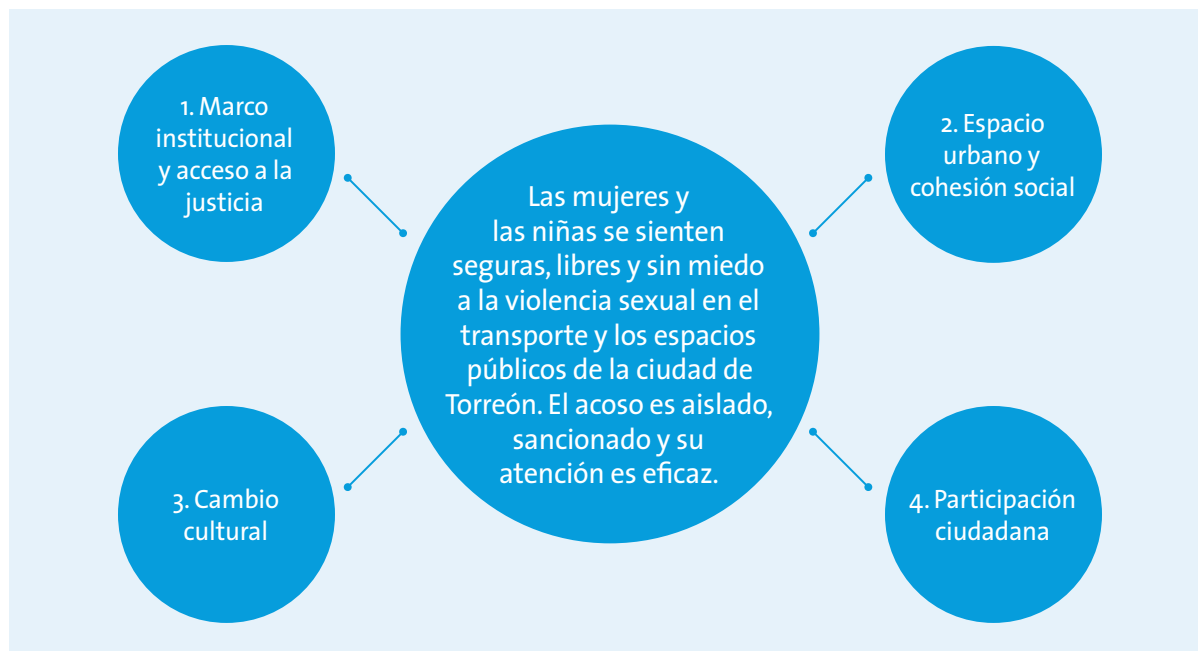 1. Marco
institucional
y acceso a la
justicia
2. Espacio
urbano y
cohesión social
Las mujeres y
las niñas se sienten
seguras, libres y sin miedo
a la violencia sexual en el
transporte y los espacios
públicos de la ciudad de
Torreón. El acoso es aislado,
sancionado y su
atención es eficaz.
3. Cambio
cultural
4. Participación
ciudadana